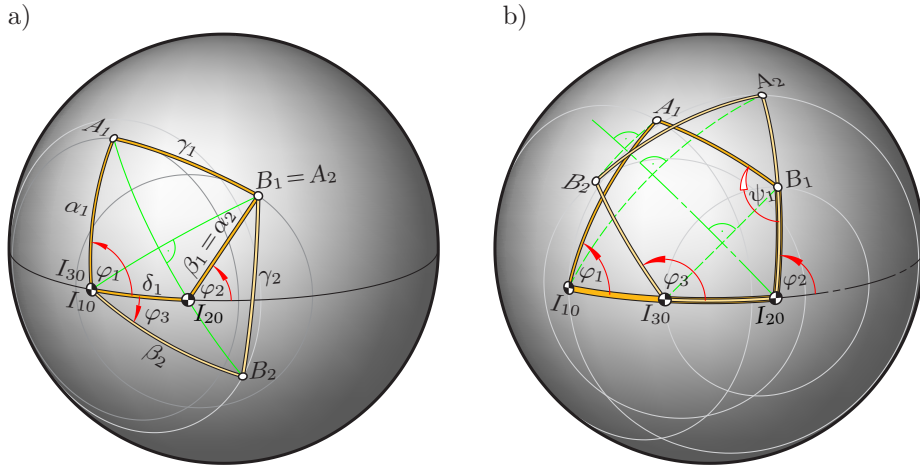 a)
A₁
γ₁
B₁ = A₂
α₁
β₁ = α₂
γ₂
I₃₀
φ₁
δ₁
φ₂
I₁₀
φ₃
I₂₀
β₂
B₂
b)
A₂
A₁
B₂
B₁
ψ₁
φ₁
φ₃
φ₂
I₁₀
I₃₀
I₂₀